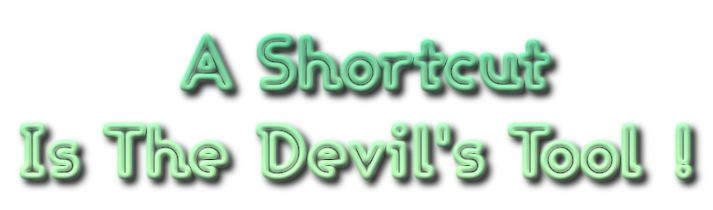 A Shortcut
Is The Devil's Tool !